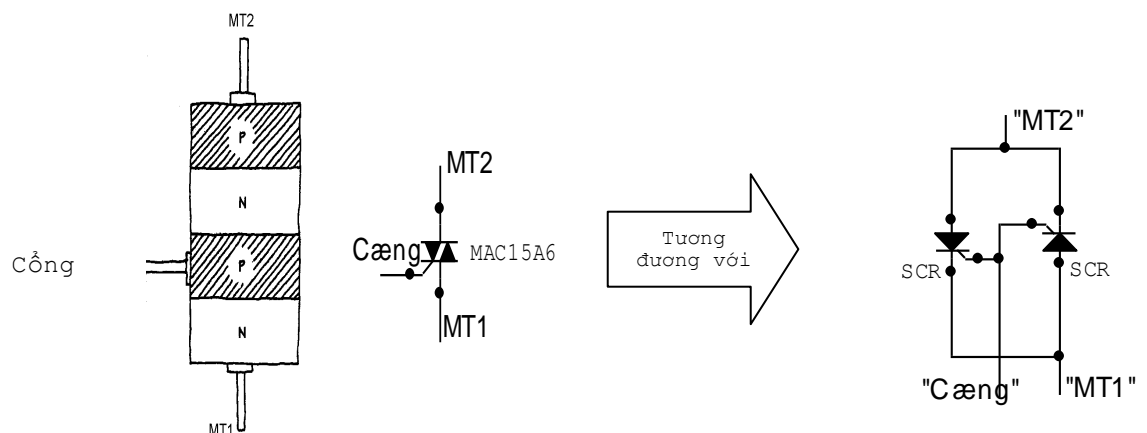 MT2
P
N
P
N
Cổng
MT1
MT2
Cæng
MAC15A6
MT1
Tương
đương với
"MT2"
SCR
SCR
"Cæng"
"MT1"